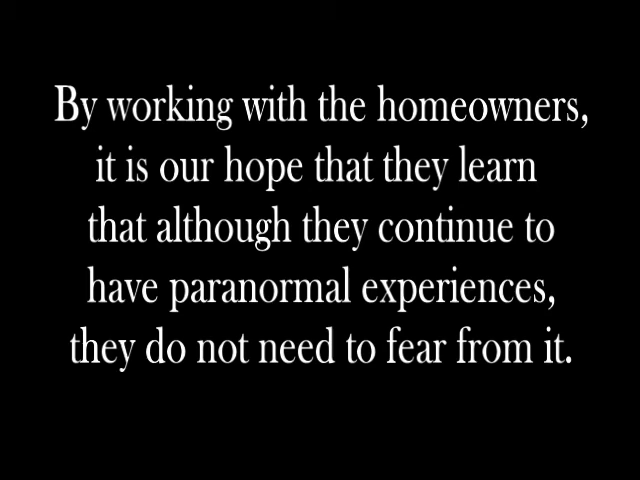 By working with the homeowners,
it is our hope that they learn
that although they continue to
have paranormal experiences,
they do not need to fear from it.